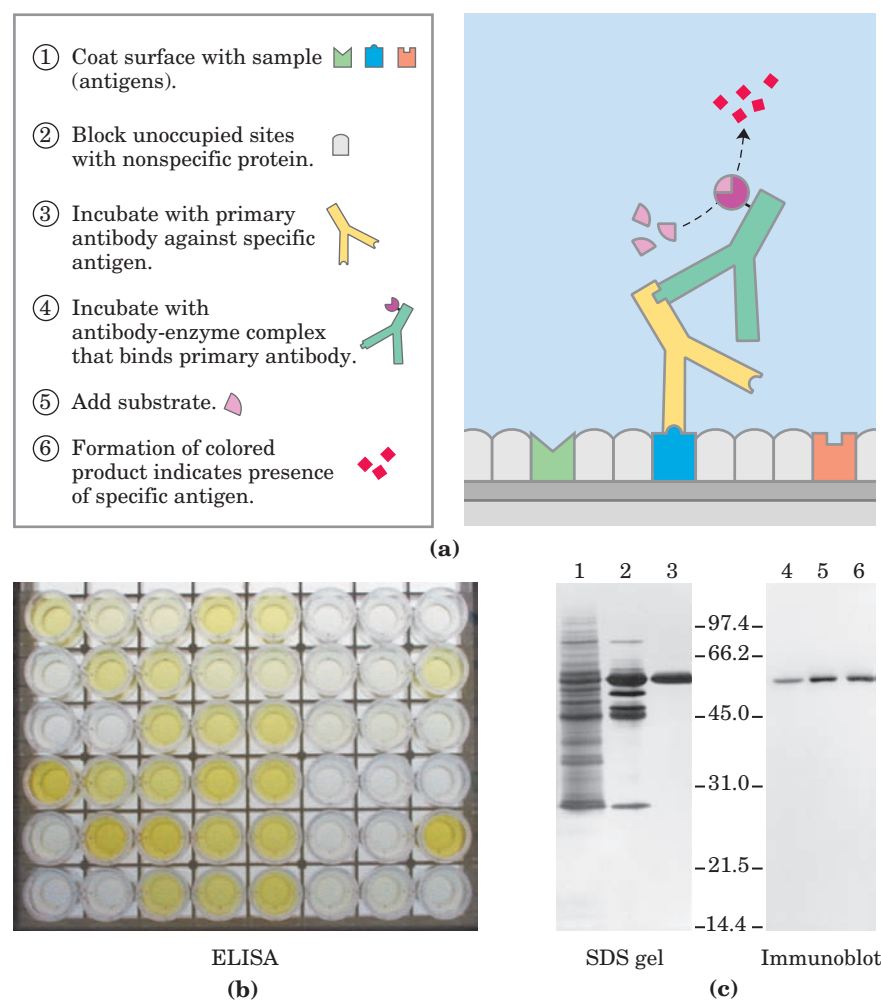 ① Coat surface with sample
(antigens).
② Block unoccupied sites
with nonspecific protein.
③ Incubate with primary
antibody against specific
antigen.
④ Incubate with
antibody-enzyme complex
that binds primary antibody.
⑤ Add substrate.
⑥ Formation of colored
product indicates presence
of specific antigen.
(a)
ELISA
(b)
1 2 3 4 5 6
–97.4–
–66.2–
–45.0–
–31.0–
–21.5–
–14.4–
SDS gel Immunoblot
(c)